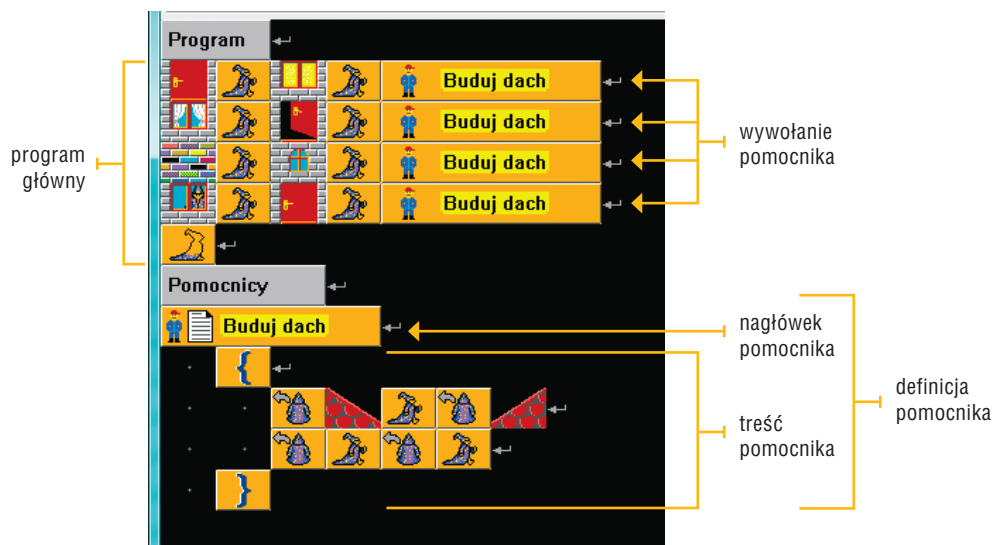 Program
Buduj dach
Buduj dach
Buduj dach
Buduj dach
program
główny
wywołanie
pomocnika
Pomocnicy
Buduj dach
nagłówek
pomocnika
{
}
treść
pomocnika
definicja
pomocnika